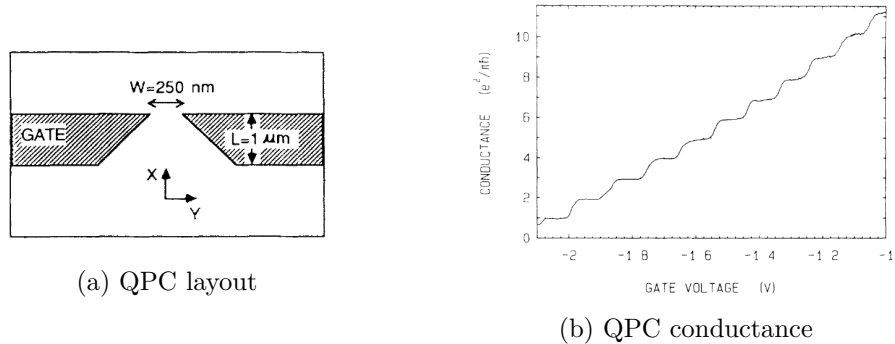 W=250 nm
GATE
L=1 μm
X
Y
(a) QPC layout
CONDUCTANCE (e²/πℏ)
10
8
6
4
2
0
-2 -1 8 -1 6 -1 4 -1 2 -1
GATE VOLTAGE (V)
(b) QPC conductance